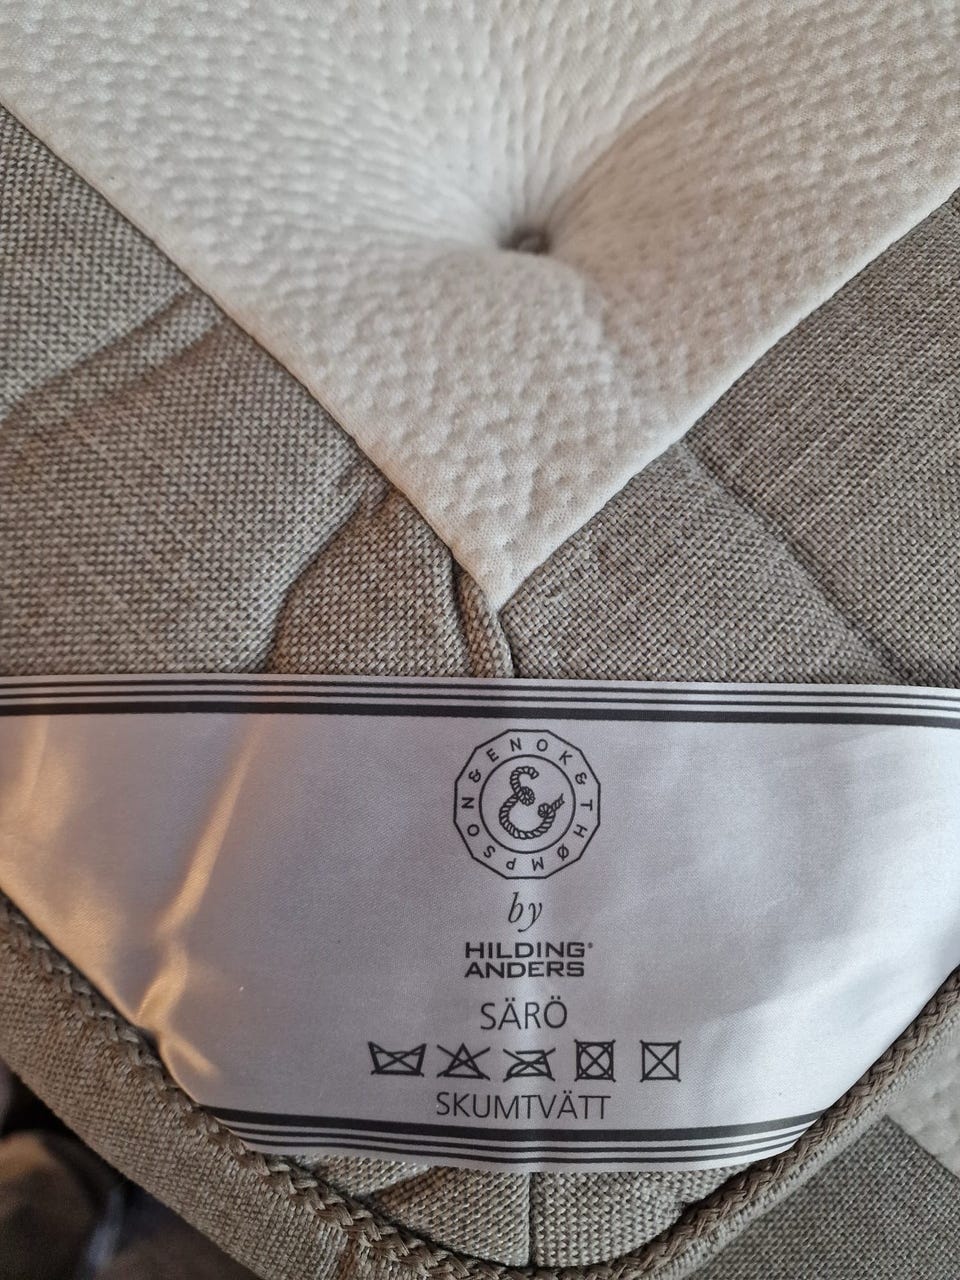 & ENOK & THØMPSON
by
HILDING®
ANDERS
SÄRÖ
SKUMTVÄTT